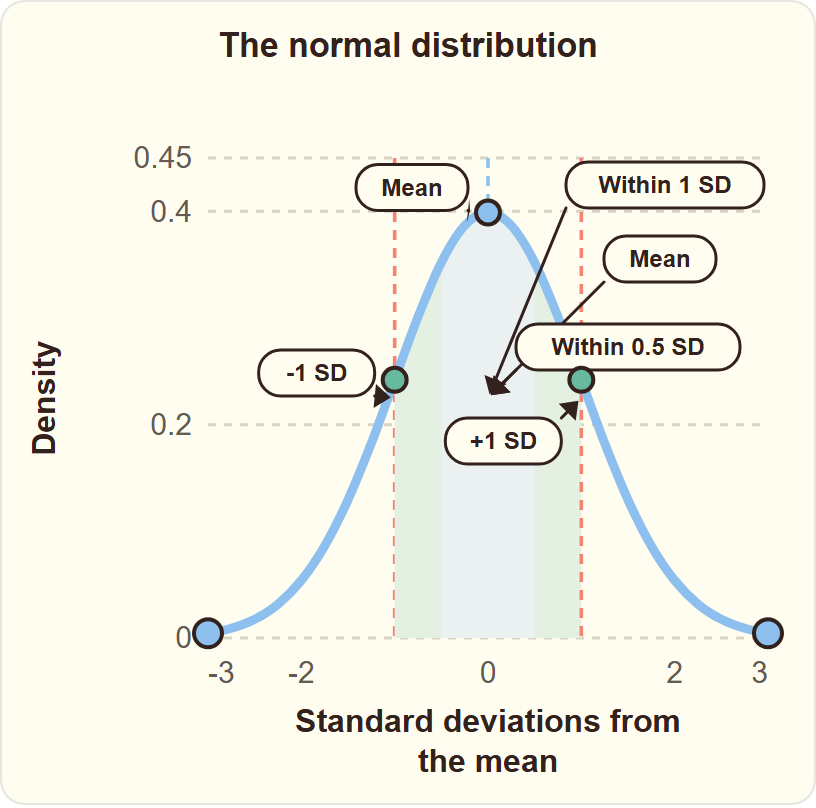 The normal distribution
0.45
Mean
Within 1 SD
0.4
Mean
Within 0.5 SD
-1 SD
Density
0.2
+1 SD
0
-3
-2
0
2
3
Standard deviations from
the mean